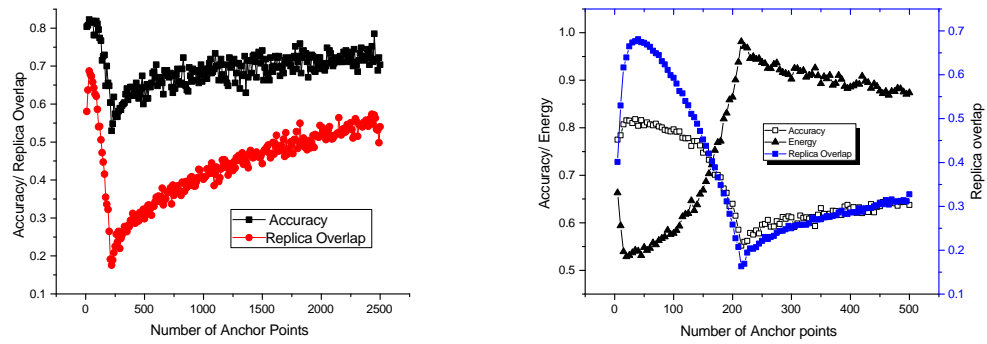 0.9
0.8
0.7
0.6
0.5
0.4
0.3
0.2
0.1
Accuracy/ Replica Overlap
Accuracy
Replica Overlap
0 500 1000 1500 2000 2500
Number of Anchor Points
1.0
0.9
0.8
0.7
0.6
0.5
Accuracy/ Energy
Accuracy
Energy
Replica Overlap
0.7
0.6
0.5
0.4
0.3
0.2
0.1
Replica overlap
0 100 200 300 400 500
Number of Anchor points